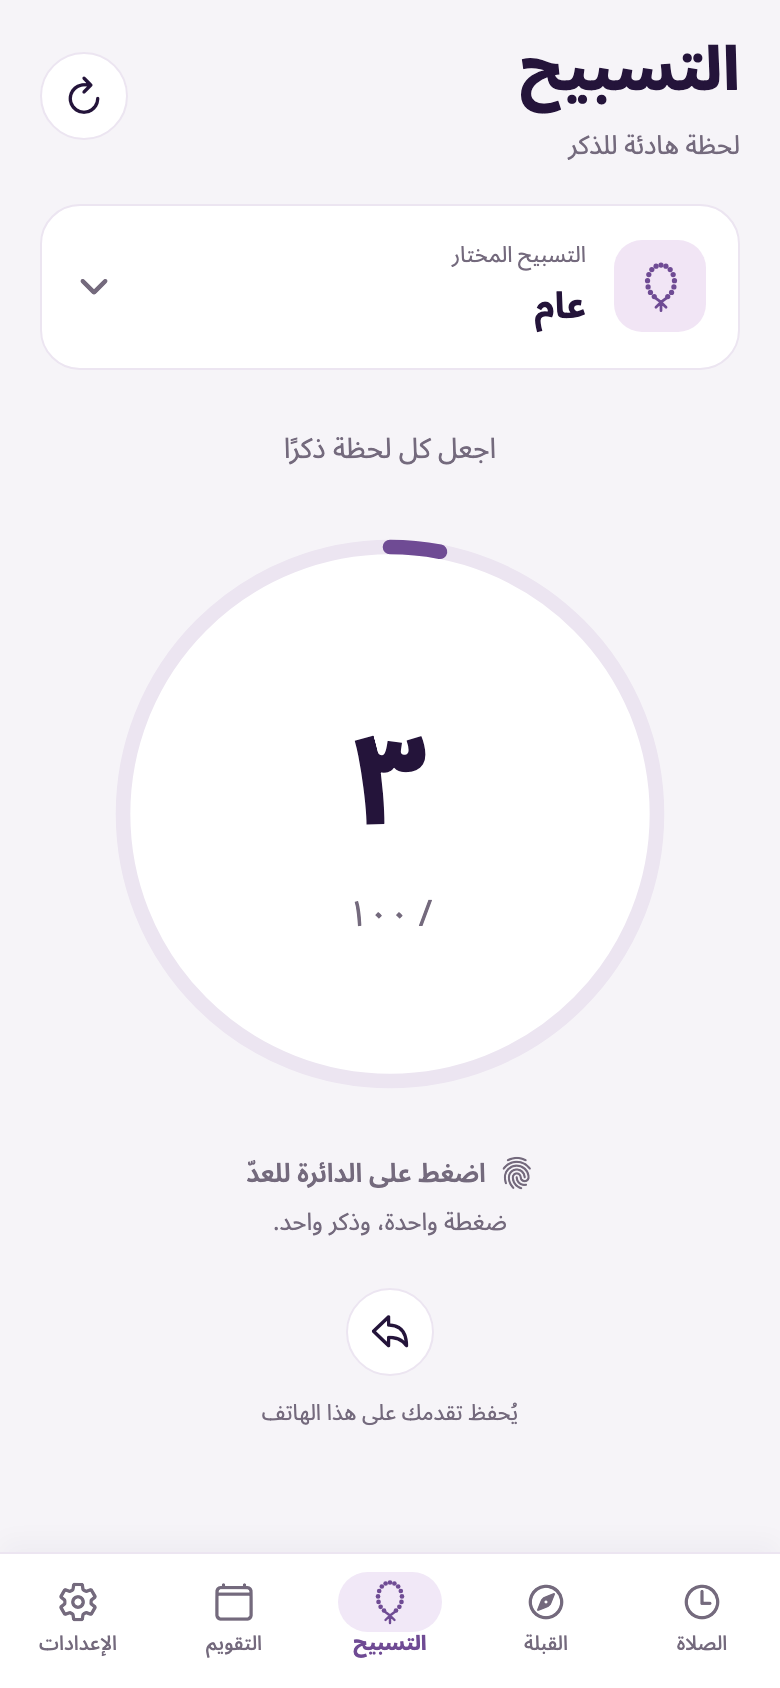 التسبيح
لحظة هادئة للذكر
التسبيح المختار
عام
اجعل كل لحظة ذكرًا
٣
/ ١٠٠
اضغط على الدائرة للعدّ
ضغطة واحدة، وذكر واحد.
يُحفظ تقدمك على هذا الهاتف
الصلاة
القبلة
التسبيح
التقويم
الإعدادات